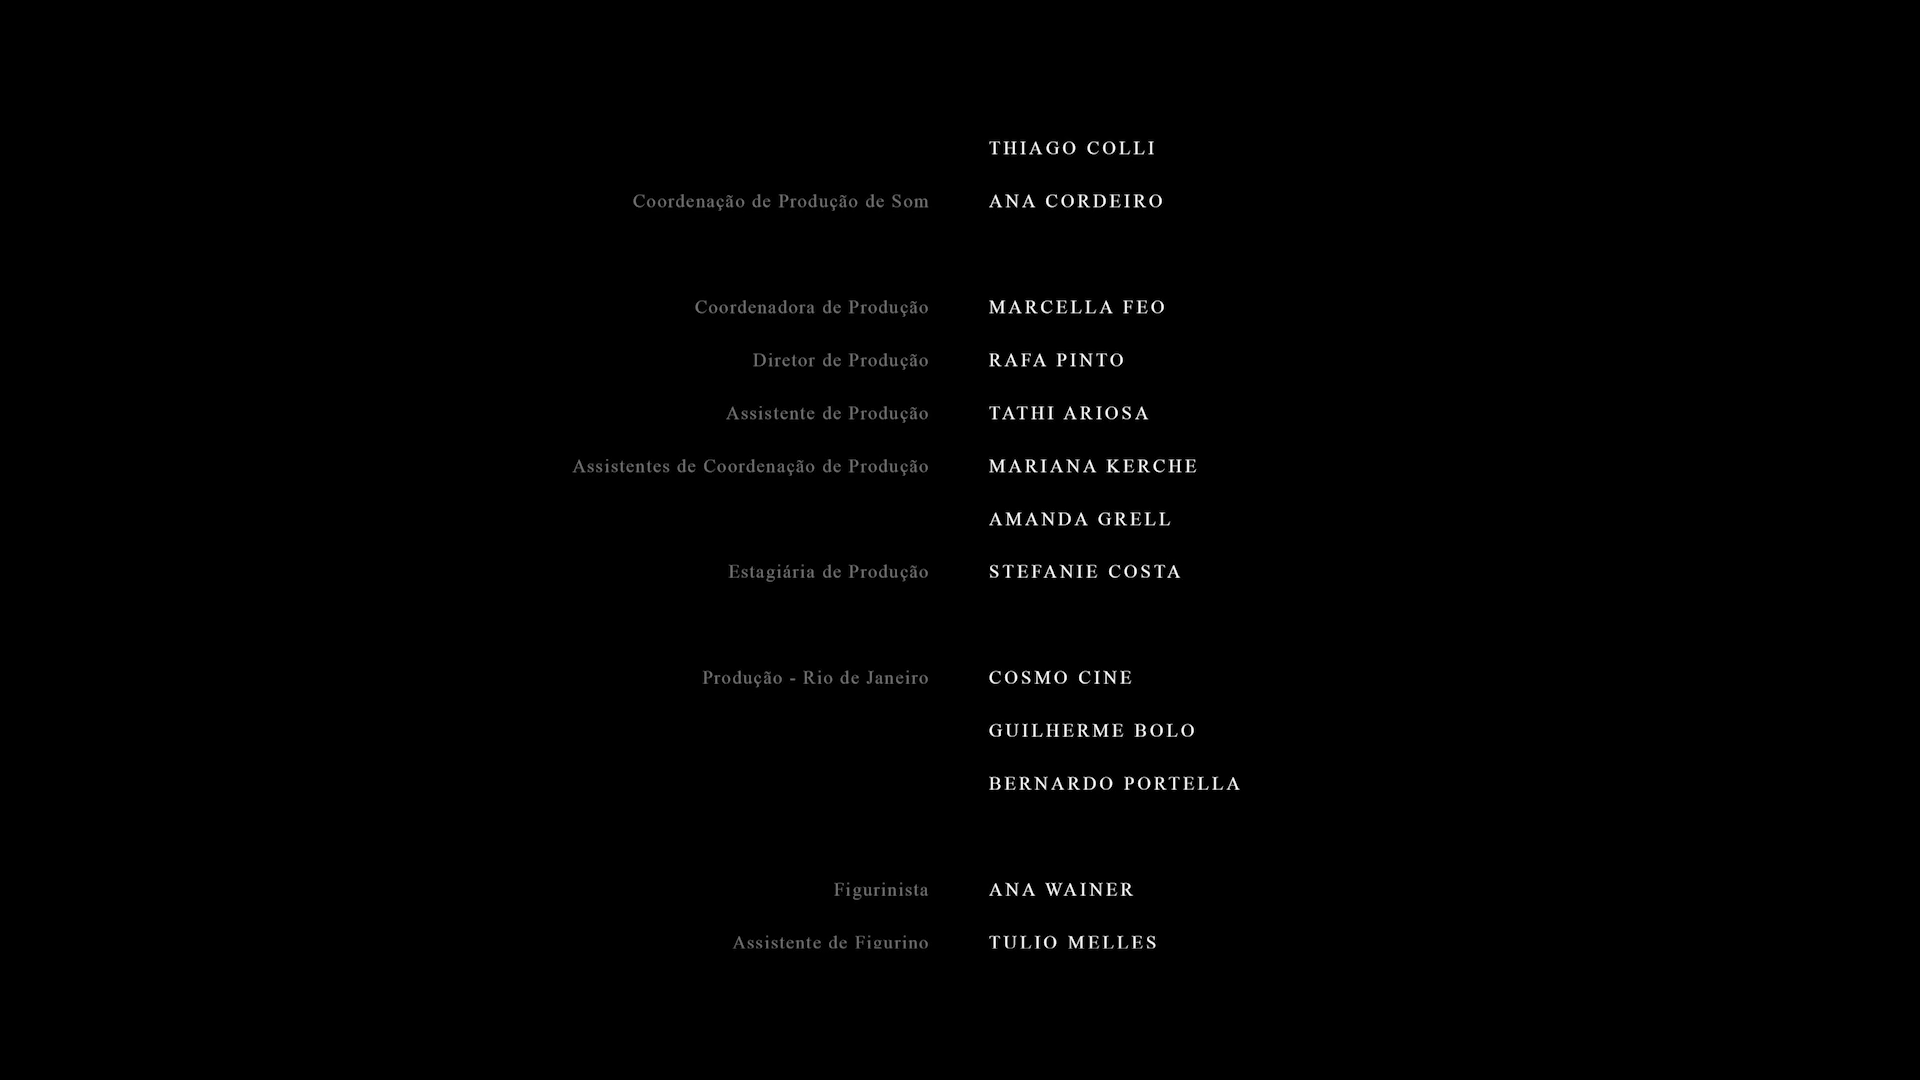 THIAGO COLLI
Coordenação de Produção de Som ANA CORDEIRO
Coordenadora de Produção MARCELLA FEO
Diretor de Produção RAFA PINTO
Assistente de Produção TATHI ARIOSA
Assistentes de Coordenação de Produção MARIANA KERCHE
AMANDA GRELL
Estagiária de Produção STEFANIE COSTA
Produção - Rio de Janeiro COSMO CINE
GUILHERME BOLO
BERNARDO PORTELLA
Figurinista ANA WAINER
Assistente de Figurino TULIO MELLES